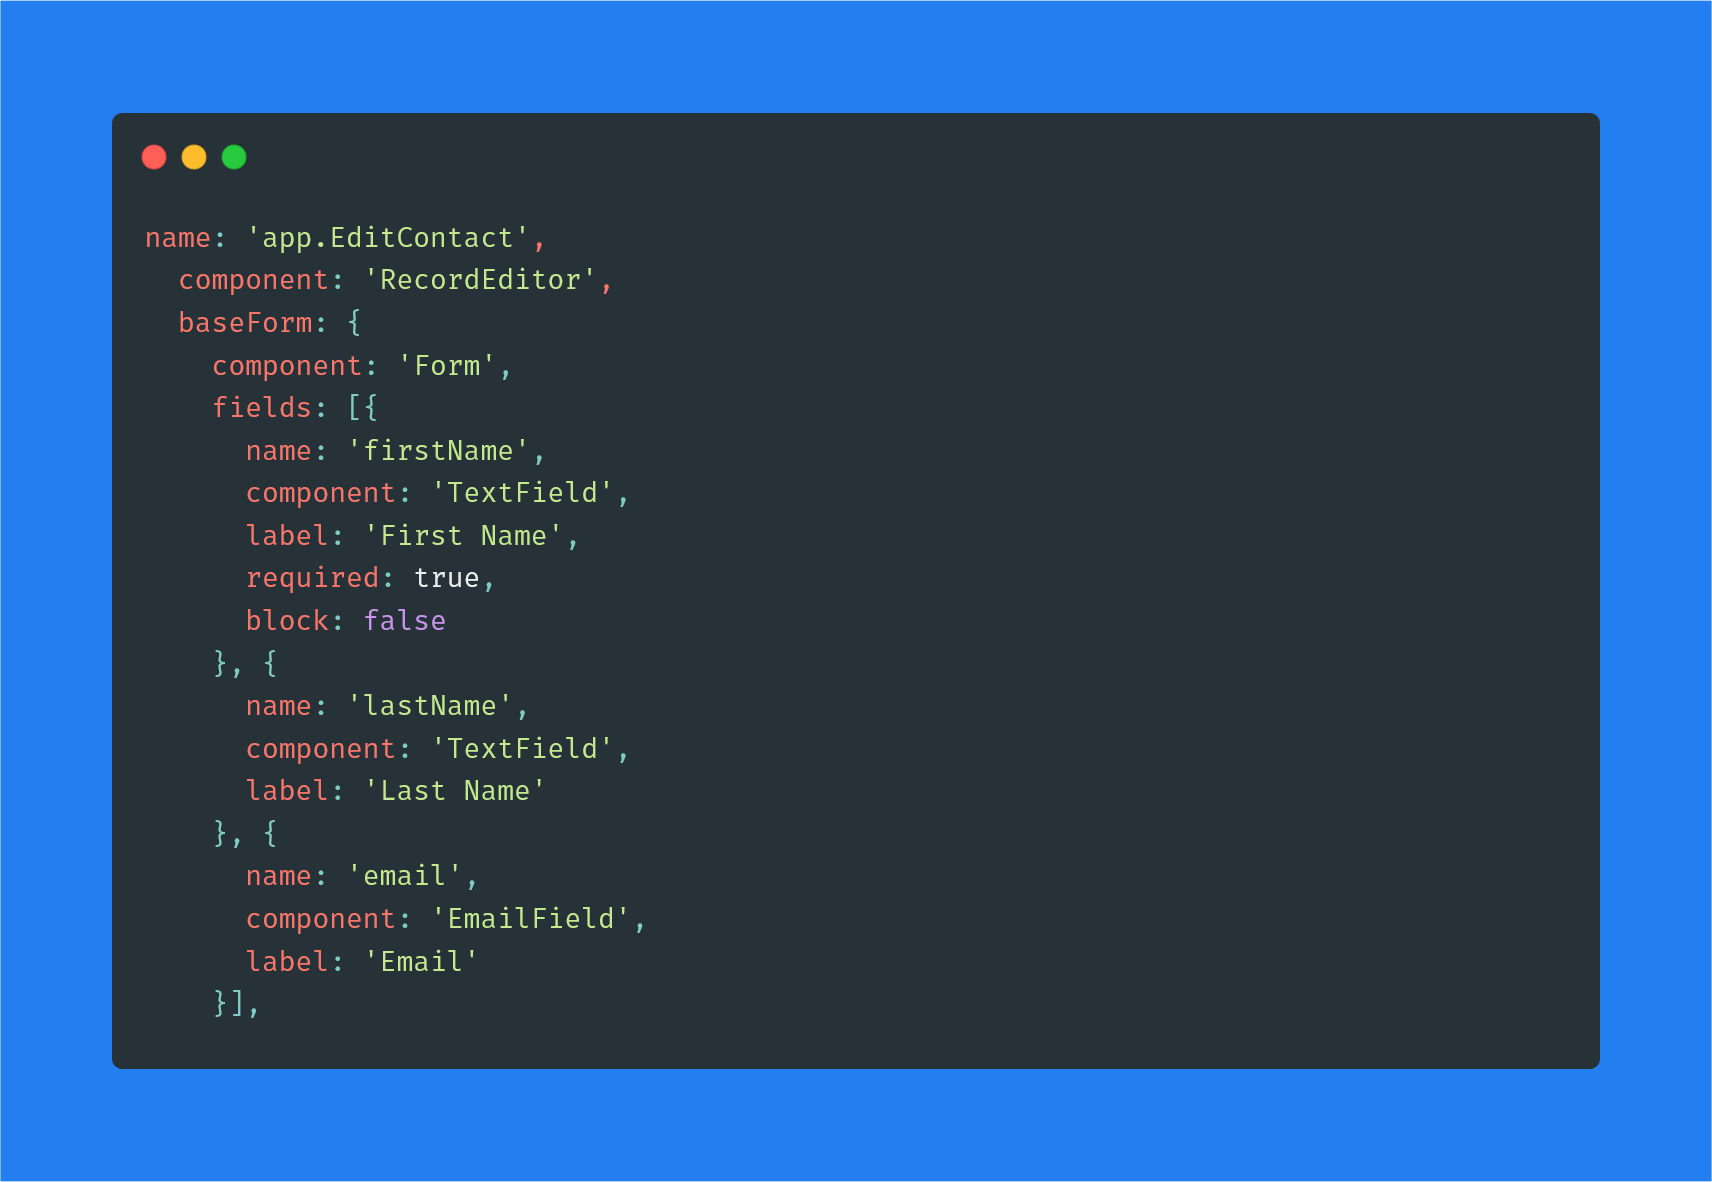 name: 'app.EditContact',
  component: 'RecordEditor',
  baseForm: {
    component: 'Form',
    fields: [{
      name: 'firstName',
      component: 'TextField',
      label: 'First Name',
      required: true,
      block: false
    }, {
      name: 'lastName',
      component: 'TextField',
      label: 'Last Name'
    }, {
      name: 'email',
      component: 'EmailField',
      label: 'Email'
    }],